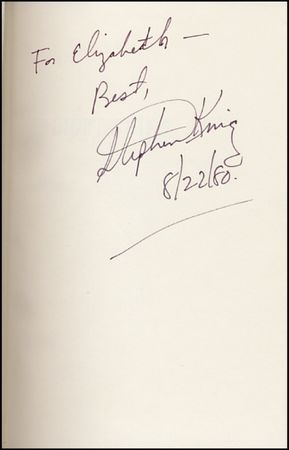 For Elizabeth —
Best,
Stephen King
8/22/80.